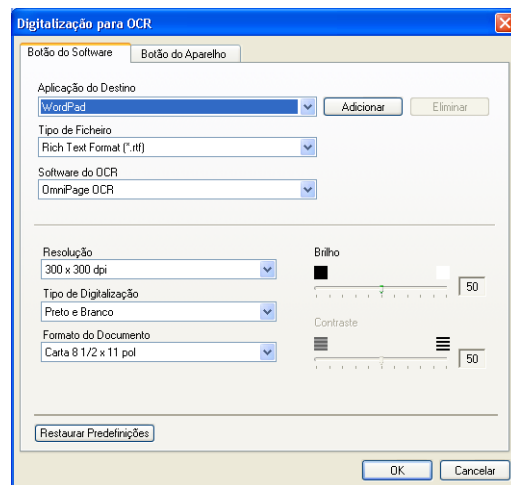 Digitalização para OCR
Botão do Software
Botão do Aparelho
Aplicação do Destino
WordPad
Adicionar
Eliminar
Tipo de Ficheiro
Rich Text Format (*.rtf)
Software do OCR
OmniPage OCR
Resolução
300 x 300 dpi
Tipo de Digitalização
Preto e Branco
Formato do Documento
Carta 8 1/2 x 11 pol
Brilho
50
Contraste
50
Restaurar Predefinições
OK
Cancelar